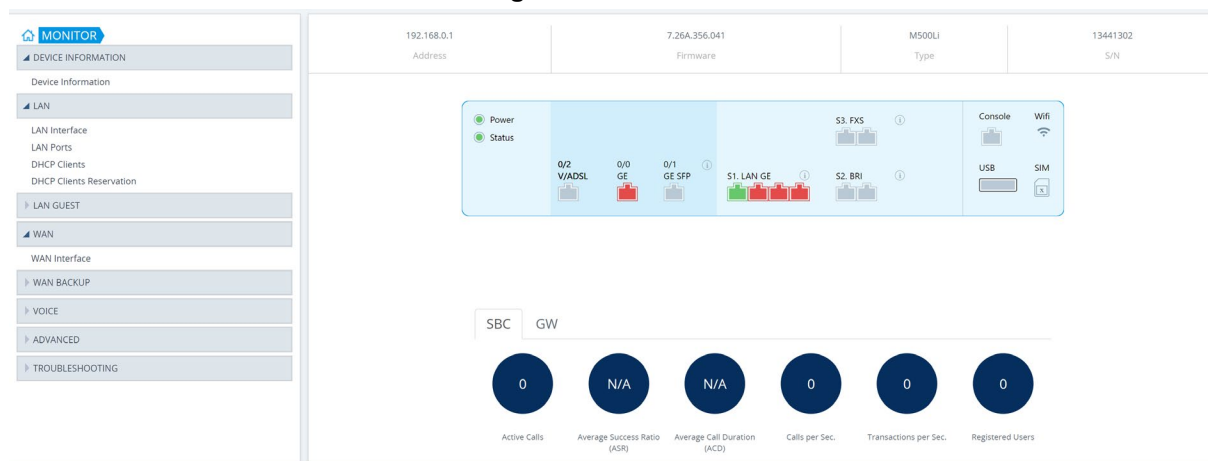 MONITOR
DEVICE INFORMATION
Device Information
LAN
LAN Interface
LAN Ports
DHCP Clients
DHCP Clients Reservation
LAN GUEST
WAN
WAN Interface
WAN BACKUP
VOICE
ADVANCED
TROUBLESHOOTING
192.168.0.1 7.26A.356.041 M500Li 13441302
Address Firmware Type S/N
Power
Status
0/2 0/0 0/1
V/ADSL GE GE SFP
S1. LAN GE
S3. FXS
S2. BRI
Console Wifi
USB SIM
x
SBC GW
0 N/A N/A 0 0 0
Active Calls Average Success Ratio Average Call Duration Calls per Sec. Transactions per Sec. Registered Users
(ASR) (ACD)